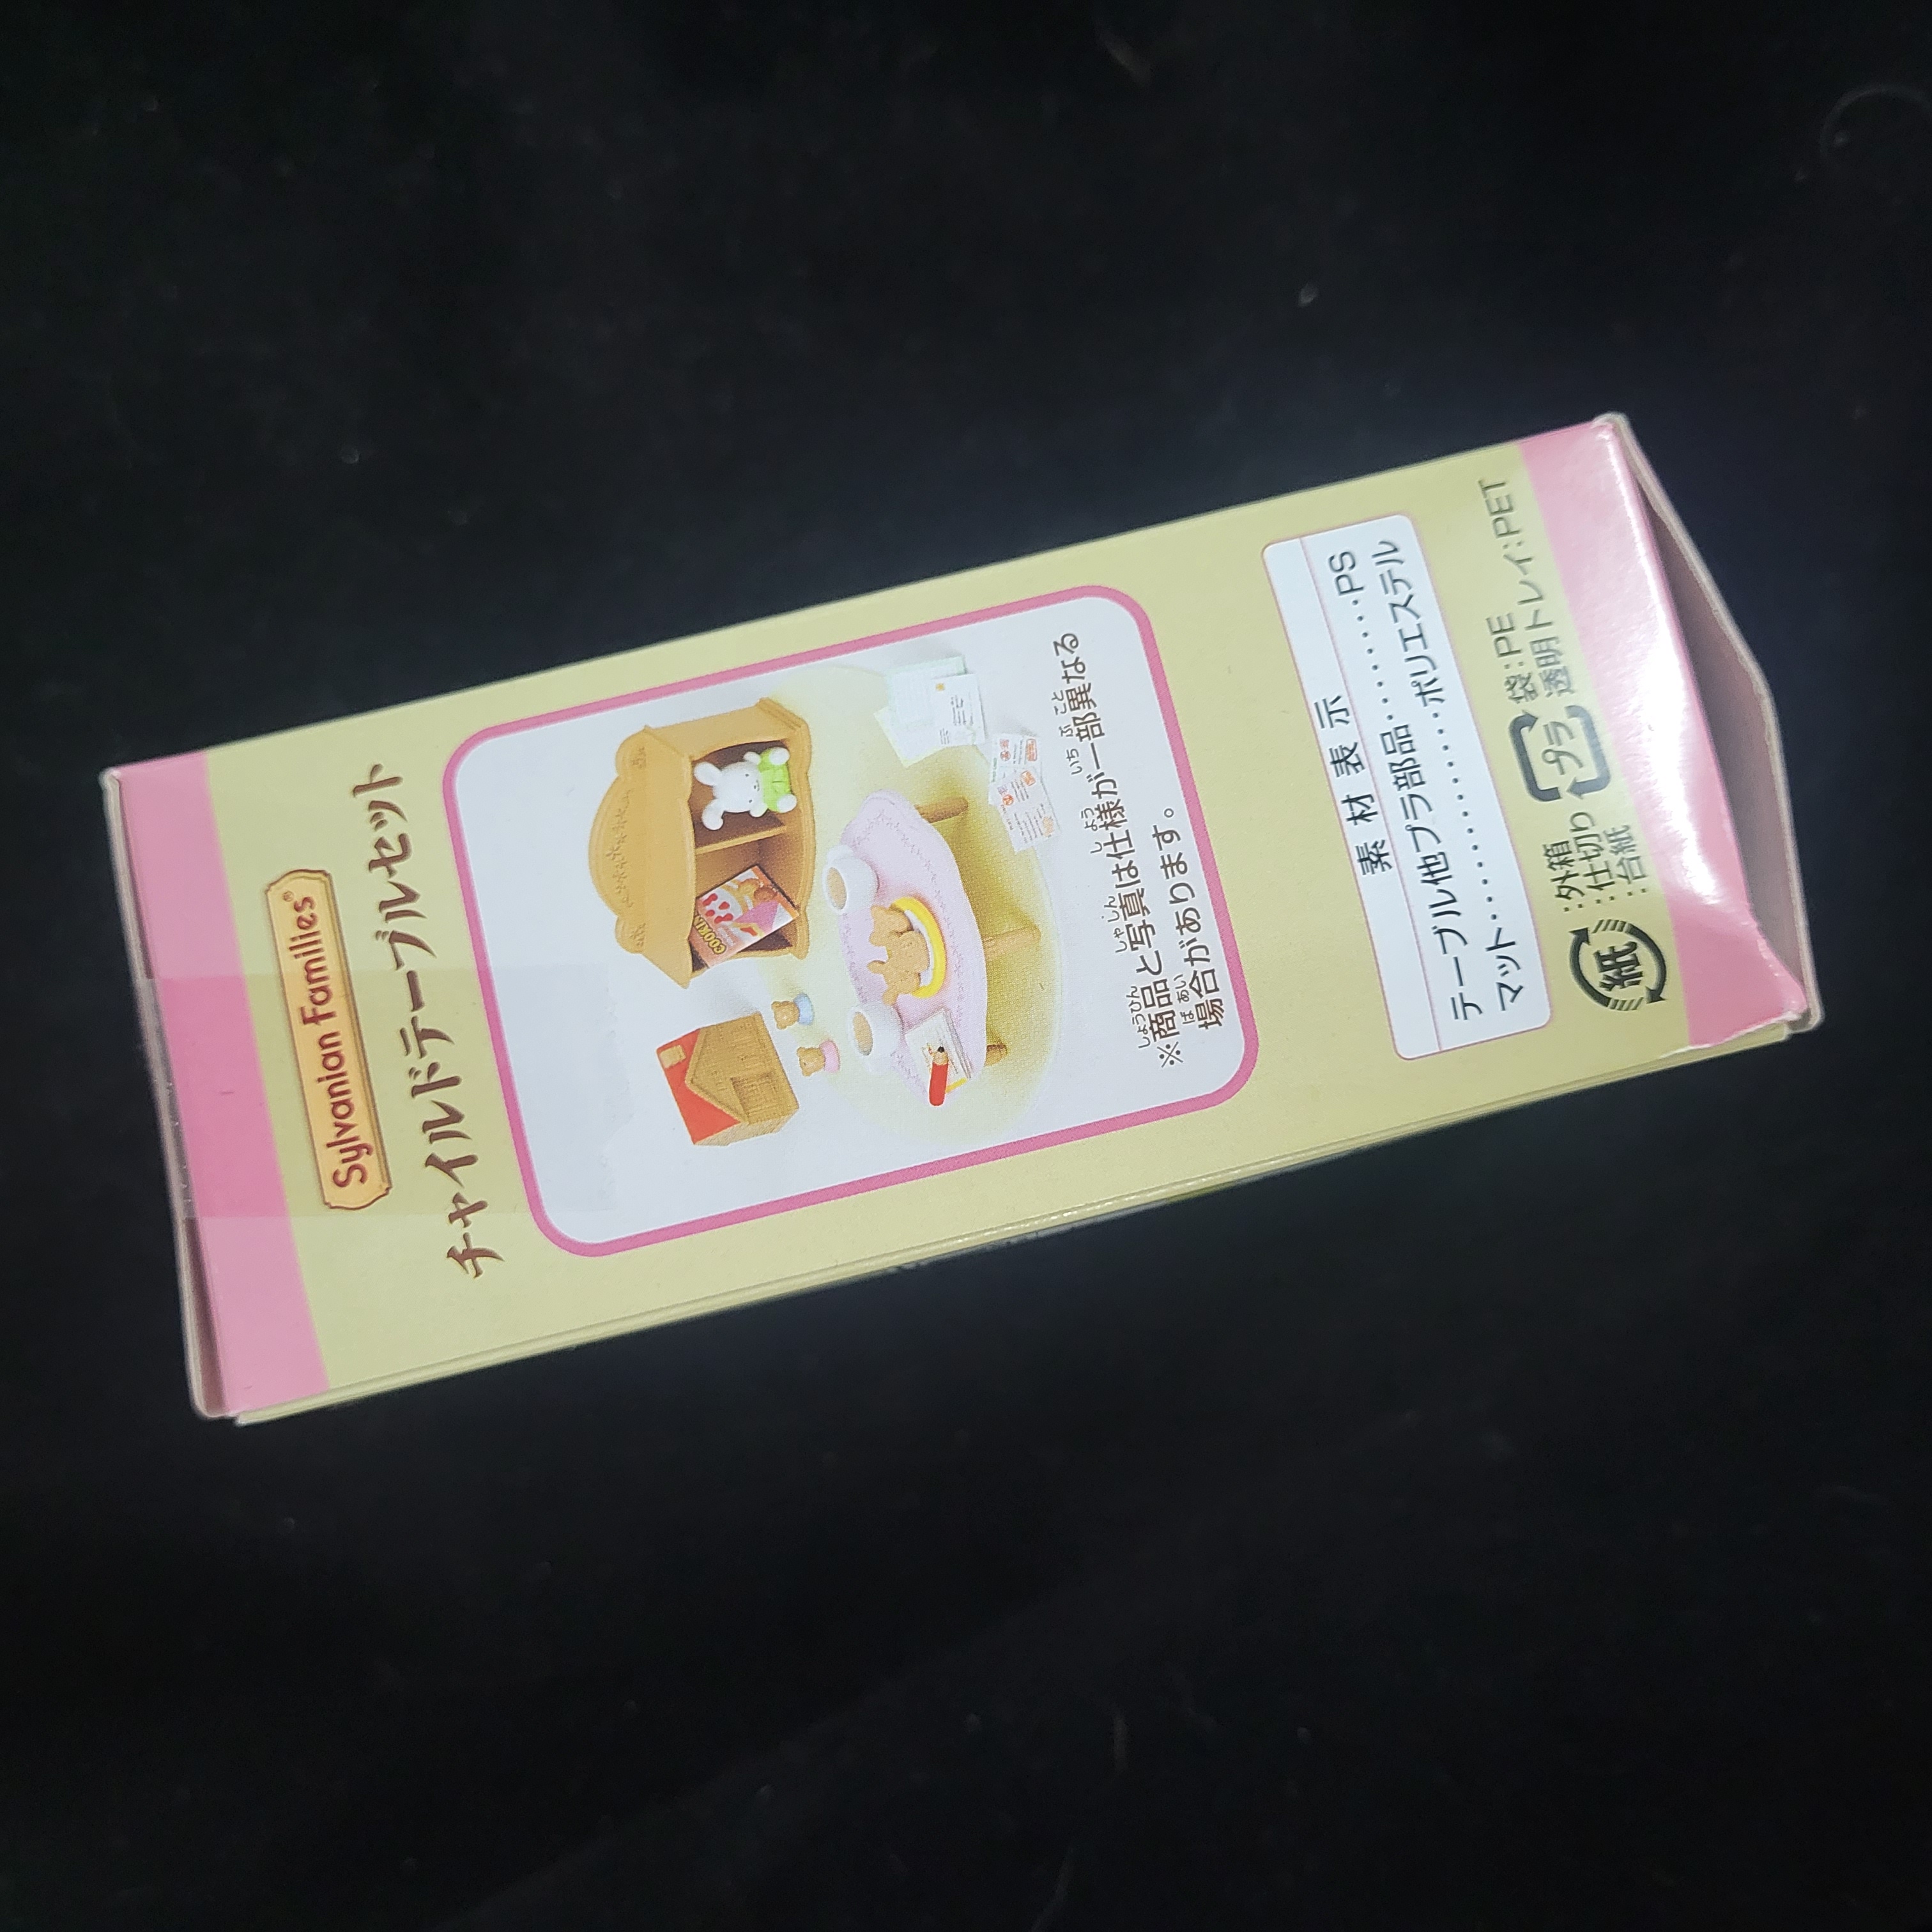 Sylvanian Families®
チャイルドテーブルセット
COOKIN
※商品と写真は仕様が一部異なる
場合があります。
素材表示
テーブル他プラ部品・・・・・・・・・PS
マット・・・・・・・・・・・・・ポリエステル
紙
:外箱
:仕切り
:台紙
プラ
袋:PE
透明トレイ:PET